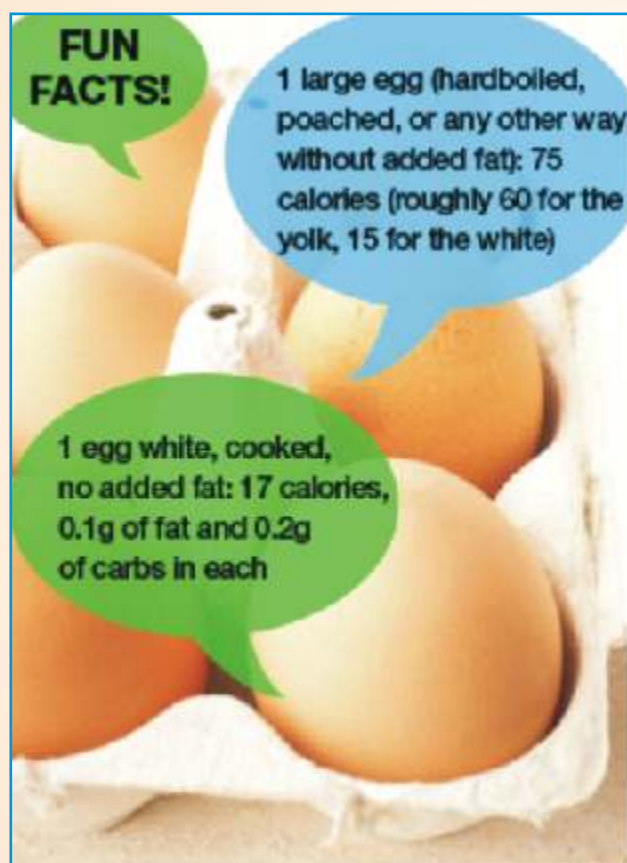 FUN
FACTS!
1 large egg (hardboiled,
poached, or any other way
without added fat): 75
calories (roughly 60 for the
yolk, 15 for the white)
1 egg white, cooked,
no added fat: 17 calories,
0.1g of fat and 0.2g
of carbs in each